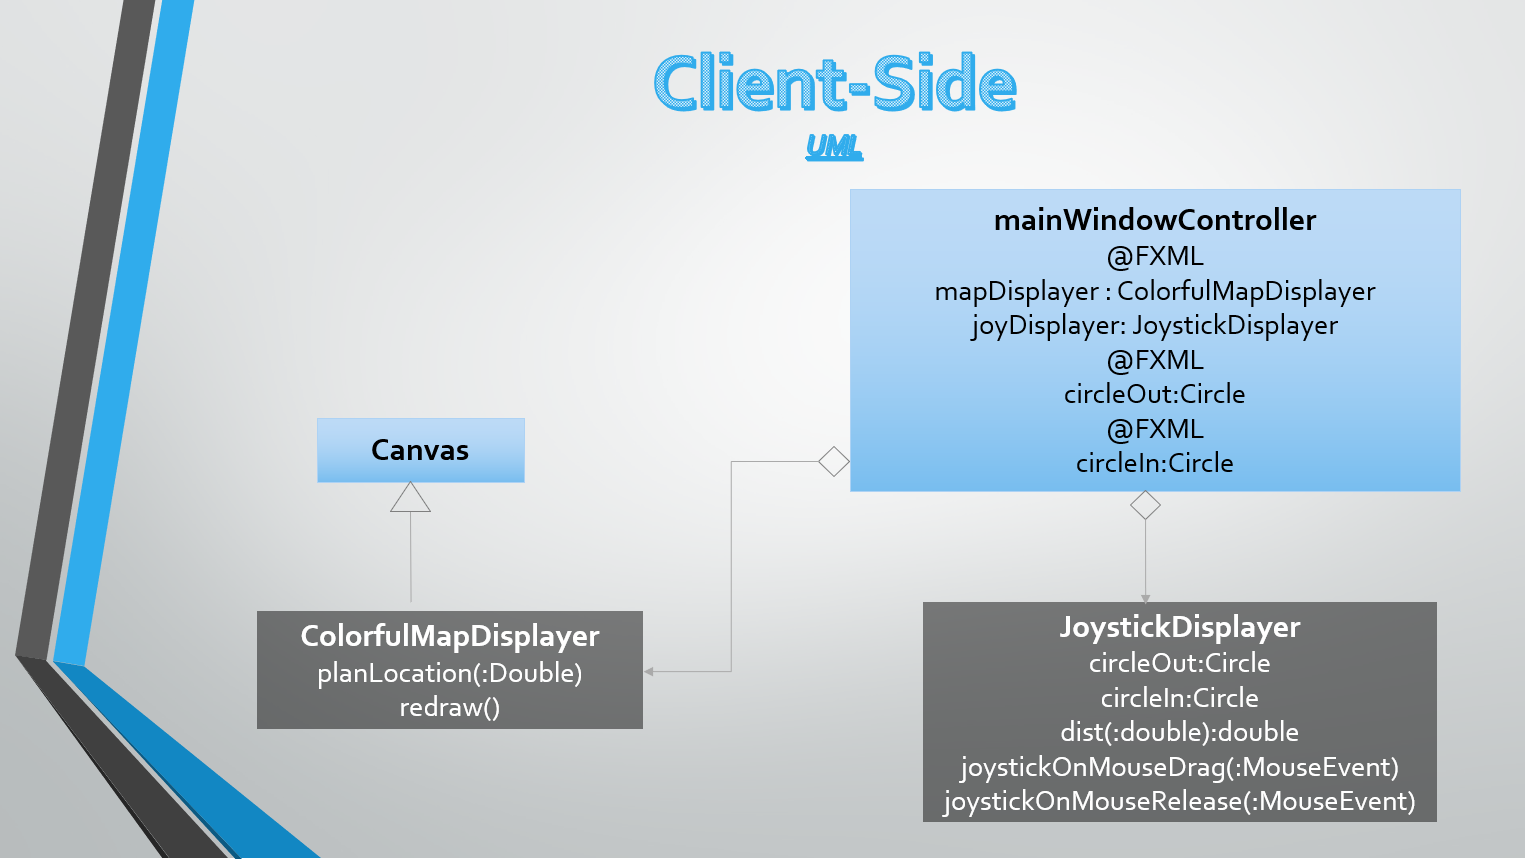 Client-Side
UML
mainWindowController
@FXML
mapDisplayer : ColorfulMapDisplayer
joyDisplayer: JoystickDisplayer
@FXML
circleOut:Circle
@FXML
circleIn:Circle
Canvas
ColorfulMapDisplayer
planLocation(:Double)
redraw()
JoystickDisplayer
circleOut:Circle
circleIn:Circle
dist(:double):double
joystickOnMouseDrag(:MouseEvent)
joystickOnMouseRelease(:MouseEvent)